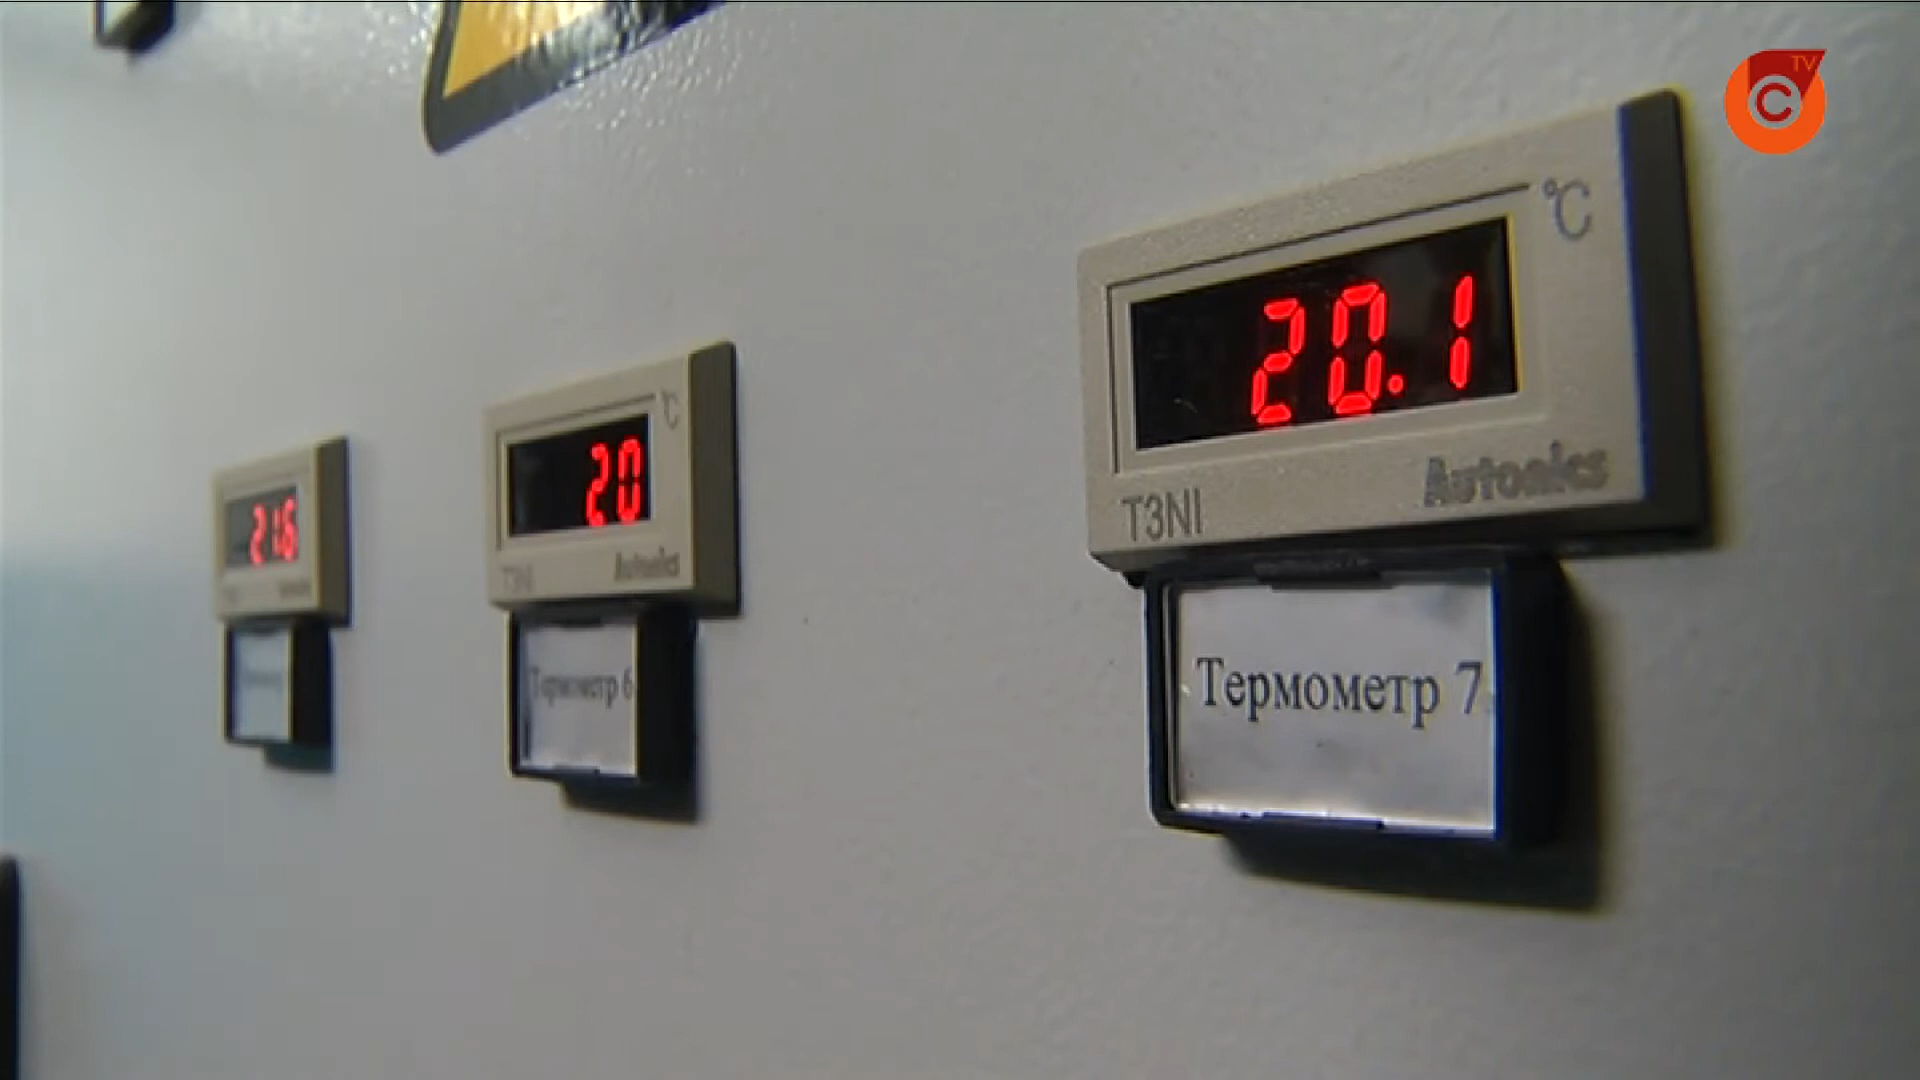 TV
C
°C
20.1
T3NI
Autonics
Термометр 7
°C
20
T3NI
Autonics
Термометр 6
21.6